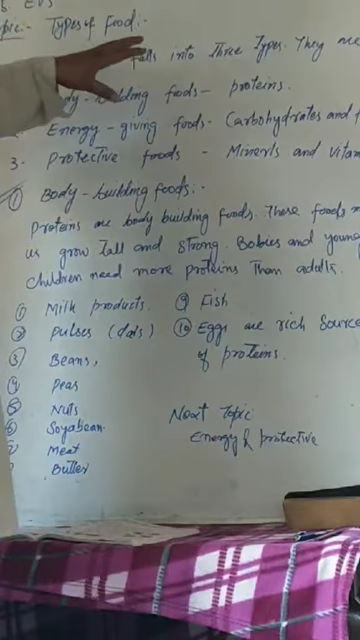 EVS
Topic:- Types of Food:-
Falls into Three Types. They are
Body-building foods - proteins.
Energy-giving foods - Carbohydrates and
3. Protective foods - Minerls and vitam
① Body-building foods:-
Proteins are body building foods. These foods
us grow Tall and Strong. Babies and young
children need more proteins Than adults.
① Milk products. ⑨ Fish
② Pulses (dals) ⑩ Eggs are rich Source
③ Beans, of proteins.
④ Peas
⑤ Nuts Next Topic
⑥ Soyabean. Energy & protective
Meat
Butter